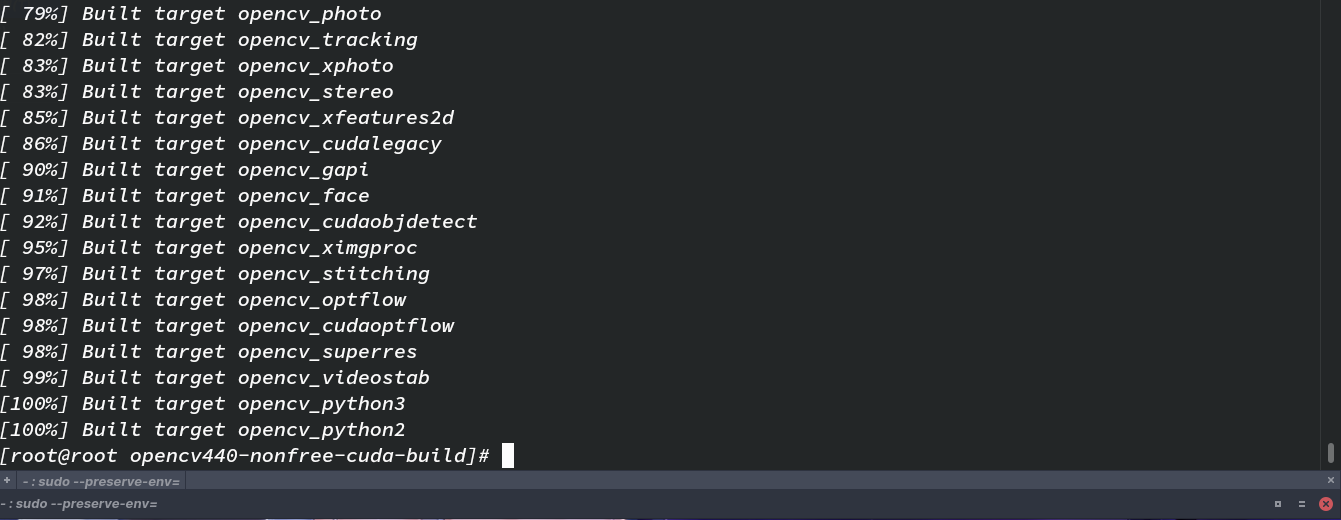 [ 79%] Built target opencv_photo
[ 82%] Built target opencv_tracking
[ 83%] Built target opencv_xphoto
[ 83%] Built target opencv_stereo
[ 85%] Built target opencv_xfeatures2d
[ 86%] Built target opencv_cudalegacy
[ 90%] Built target opencv_gapi
[ 91%] Built target opencv_face
[ 92%] Built target opencv_cudaobjdetect
[ 95%] Built target opencv_ximgproc
[ 97%] Built target opencv_stitching
[ 98%] Built target opencv_optflow
[ 98%] Built target opencv_cudaoptflow
[ 98%] Built target opencv_superres
[ 99%] Built target opencv_videostab
[100%] Built target opencv_python3
[100%] Built target opencv_python2
[root@root opencv440-nonfree-cuda-build]#
- : sudo --preserve-env=
- : sudo --preserve-env=